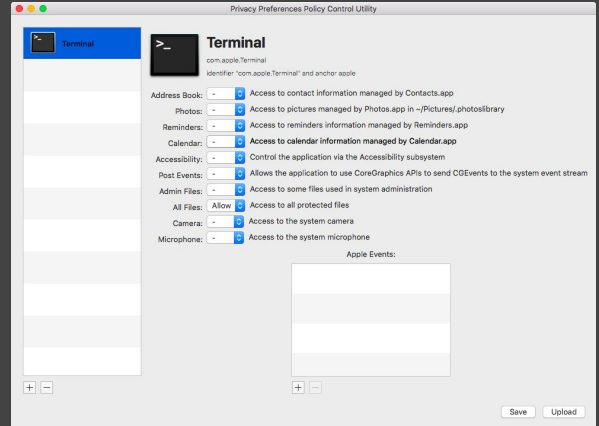 Privacy Preferences Policy Control Utility
>_ Terminal
>_ Terminal
com.apple.Terminal
identifier "com.apple.Terminal" and anchor apple
Address Book: - Access to contact information managed by Contacts.app
Photos: - Access to pictures managed by Photos.app in ~/Pictures/.photoslibrary
Reminders: - Access to reminders information managed by Reminders.app
Calendar: - Access to calendar information managed by Calendar.app
Accessibility: - Control the application via the Accessibility subsystem
Post Events: - Allows the application to use CoreGraphics APIs to send CGEvents to the system event stream
Admin Files: - Access to some files used in system administration
All Files: Allow Access to all protected files
Camera: - Access to the system camera
Microphone: - Access to the system microphone
Apple Events:
+ - + -
Save Upload